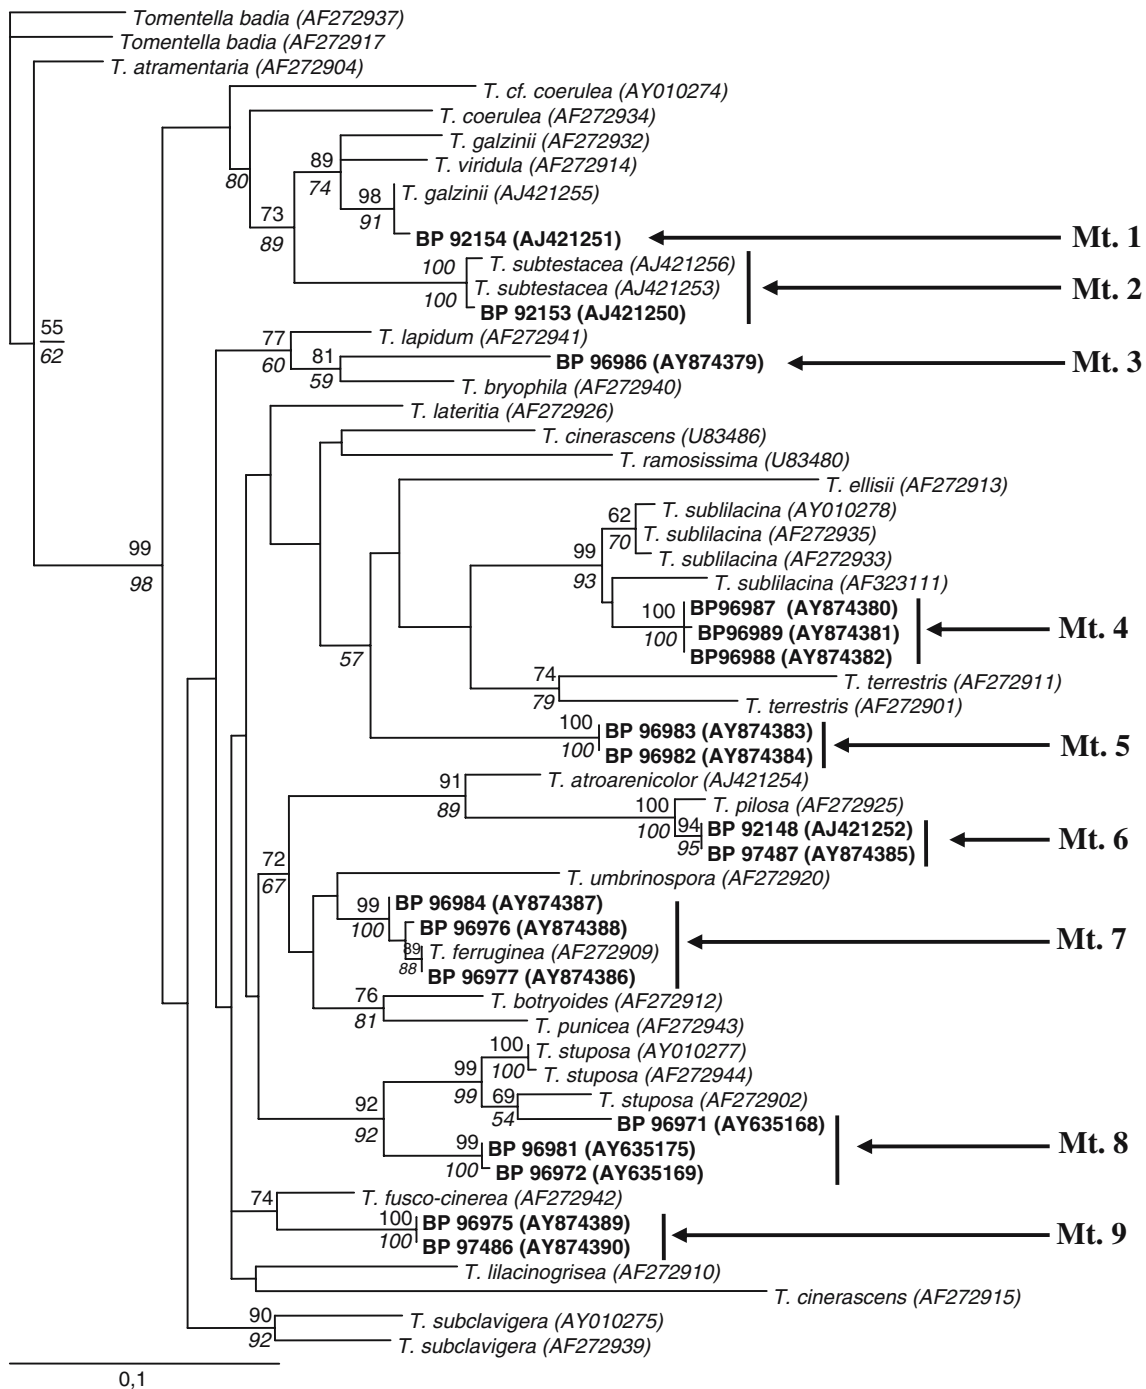 Tomentella badia (AF272937)
Tomentella badia (AF272917
T. atramentaria (AF272904)
T. cf. coerulea (AY010274)
T. coerulea (AF272934)
T. galzinii (AF272932)
89
T. viridula (AF272914)
80
74
98
T. galzinii (AJ421255)
91
73
89
BP 92154 (AJ421251)
Mt. 1
100
T. subtestacea (AJ421256)
T. subtestacea (AJ421253)
Mt. 2
100
BP 92153 (AJ421250)
55
62
77
T. lapidum (AF272941)
60
81
BP 96986 (AY874379)
Mt. 3
59
T. bryophila (AF272940)
T. lateritia (AF272926)
T. cinerascens (U83486)
T. ramosissima (U83480)
T. ellisii (AF272913)
62
T. sublilacina (AY010278)
T. sublilacina (AF272935)
70
99
T. sublilacina (AF272933)
99
98
93
T. sublilacina (AF323111)
100
BP96987 (AY874380)
BP96989 (AY874381)
Mt. 4
100
BP96988 (AY874382)
57
74
T. terrestris (AF272911)
79
T. terrestris (AF272901)
100
BP 96983 (AY874383)
100
BP 96982 (AY874384)
Mt. 5
91
T. atroarenicolor (AJ421254)
89
100
T. pilosa (AF272925)
100
94
BP 92148 (AJ421252)
Mt. 6
95
BP 97487 (AY874385)
72
67
T. umbrinospora (AF272920)
99
BP 96984 (AY874387)
100
BP 96976 (AY874388)
Mt. 7
89
T. ferruginea (AF272909)
88
BP 96977 (AY874386)
76
T. botryoides (AF272912)
81
T. punicea (AF272943)
100
T. stuposa (AY010277)
99
100
T. stuposa (AF272944)
99
69
T. stuposa (AF272902)
92
54
BP 96971 (AY635168)
92
Mt. 8
99
BP 96981 (AY635175)
100
BP 96972 (AY635169)
74
T. fusco-cinerea (AF272942)
100
BP 96975 (AY874389)
Mt. 9
100
BP 97486 (AY874390)
T. lilacinogrisea (AF272910)
T. cinerascens (AF272915)
90
T. subclavigera (AY010275)
92
T. subclavigera (AF272939)
0,1